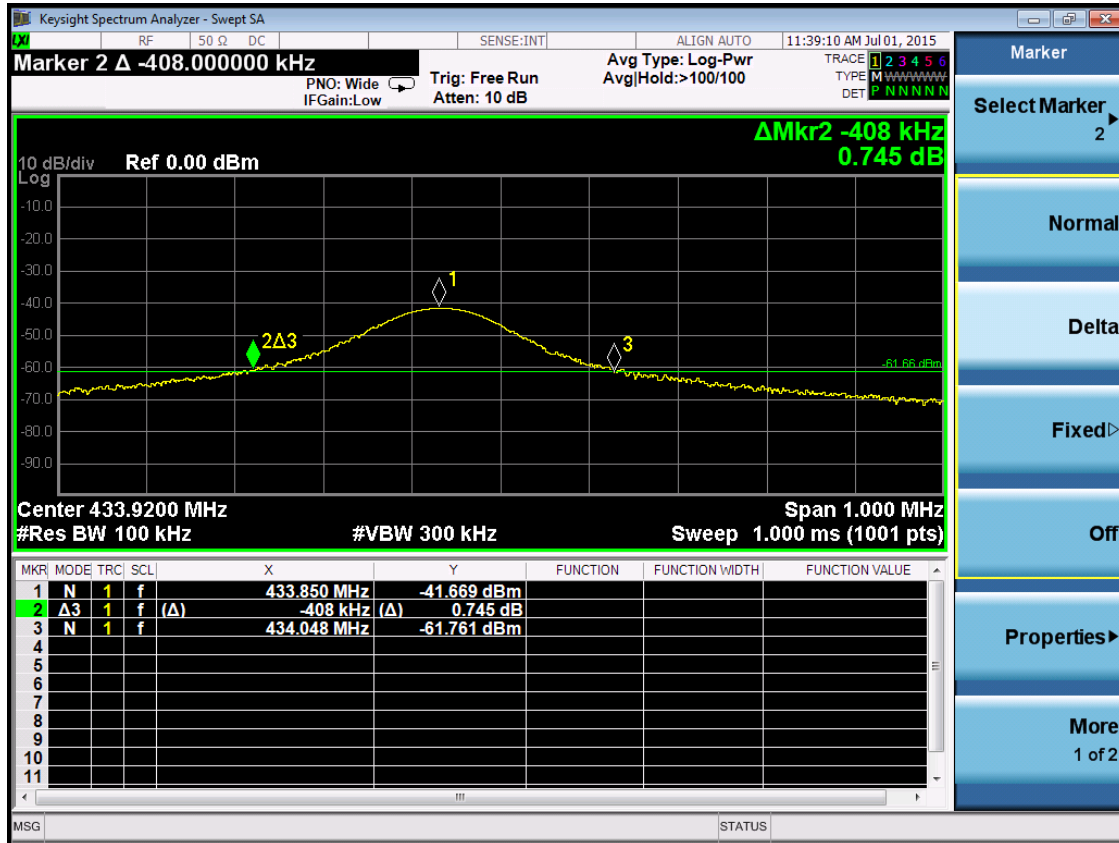 Keysight Spectrum Analyzer - Swept SA
LXI RF 50 Ω DC SENSE:INT ALIGN AUTO 11:39:10 AM Jul 01, 2015
Marker 2 Δ -408.000000 kHz
PNO: Wide
IFGain:Low
Trig: Free Run
Atten: 10 dB
Avg Type: Log-Pwr
Avg|Hold:>100/100
TRACE 1 2 3 4 5 6
TYPE M WWWWW
DET P N N N N N
ΔMkr2 -408 kHz
0.745 dB
10 dB/div Ref 0.00 dBm
Log
-10.0
-20.0
-30.0
-40.0
-50.0
-60.0
-70.0
-80.0
-90.0
1
2Δ3
3
-61.66 dBm
Center 433.9200 MHz Span 1.000 MHz
#Res BW 100 kHz #VBW 300 kHz Sweep 1.000 ms (1001 pts)
MKR MODE TRC SCL X Y FUNCTION FUNCTION WIDTH FUNCTION VALUE
1 N 1 f 433.850 MHz -41.669 dBm
2 Δ3 1 f (Δ) -408 kHz (Δ) 0.745 dB
3 N 1 f 434.048 MHz -61.761 dBm
4
5
6
7
8
9
10
11
MSG STATUS
Marker
Select Marker
2
Normal
Delta
Fixed
Off
Properties
More
1 of 2